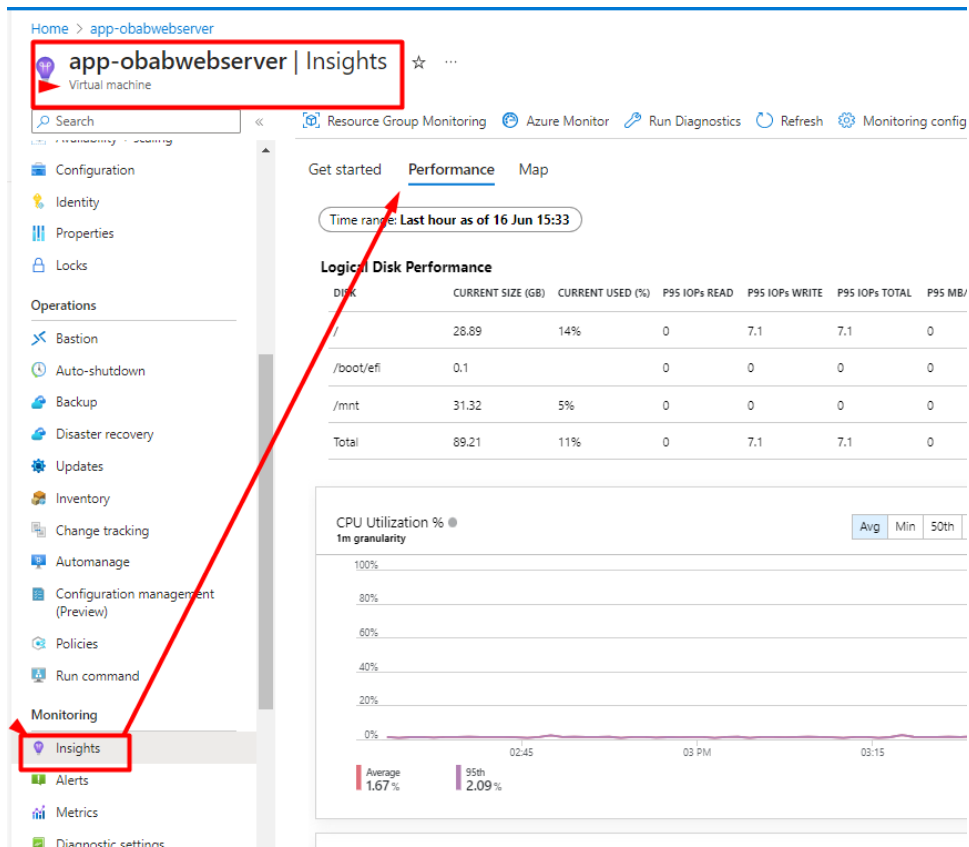 Home > app-obabwebserver
app-obabwebserver | Insights
Virtual machine
Search
«
Resource Group Monitoring Azure Monitor Run Diagnostics Refresh Monitoring config
Availability + scaling
Configuration
Identity
Properties
Locks
Operations
Bastion
Auto-shutdown
Backup
Disaster recovery
Updates
Inventory
Change tracking
Automanage
Configuration management
(Preview)
Policies
Run command
Monitoring
Insights
Alerts
Metrics
Diagnostic settings
Get started Performance Map
Time range: Last hour as of 16 Jun 15:33
Logical Disk Performance
DISK CURRENT SIZE (GB) CURRENT USED (%) P95 IOPs READ P95 IOPs WRITE P95 IOPs TOTAL P95 MB/
/ 28.89 14% 0 7.1 7.1 0
/boot/efi 0.1 0 0 0 0
/mnt 31.32 5% 0 0 0 0
Total 89.21 11% 0 7.1 7.1 0
CPU Utilization %
1m granularity
Avg Min 50th
100%
80%
60%
40%
20%
0%
02:45 03 PM 03:15
Average 95th
1.67% 2.09%